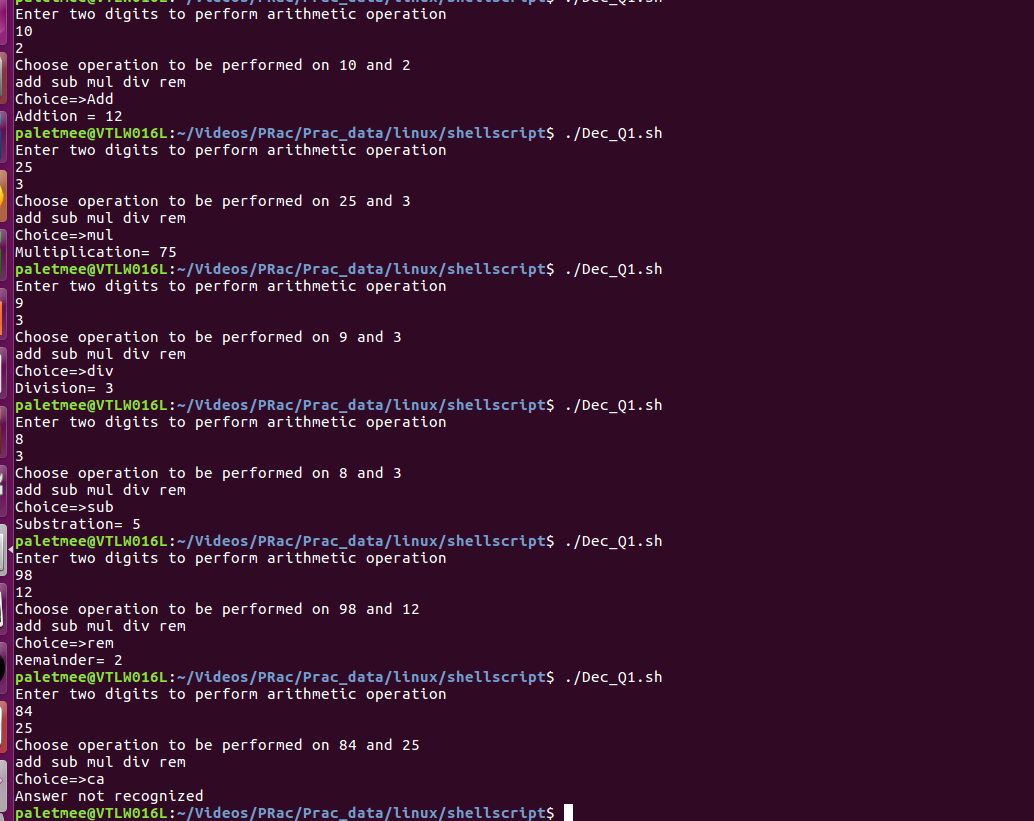 paletmee@VTLW016L:~/Videos/PRac/Prac_data/linux/shellscript$ ./Dec_Q1.sh
Enter two digits to perform arithmetic operation
10
2
Choose operation to be performed on 10 and 2
add sub mul div rem
Choice=>Add
Addtion = 12
paletmee@VTLW016L:~/Videos/PRac/Prac_data/linux/shellscript$ ./Dec_Q1.sh
Enter two digits to perform arithmetic operation
25
3
Choose operation to be performed on 25 and 3
add sub mul div rem
Choice=>mul
Multiplication= 75
paletmee@VTLW016L:~/Videos/PRac/Prac_data/linux/shellscript$ ./Dec_Q1.sh
Enter two digits to perform arithmetic operation
9
3
Choose operation to be performed on 9 and 3
add sub mul div rem
Choice=>div
Division= 3
paletmee@VTLW016L:~/Videos/PRac/Prac_data/linux/shellscript$ ./Dec_Q1.sh
Enter two digits to perform arithmetic operation
8
3
Choose operation to be performed on 8 and 3
add sub mul div rem
Choice=>sub
Substration= 5
paletmee@VTLW016L:~/Videos/PRac/Prac_data/linux/shellscript$ ./Dec_Q1.sh
Enter two digits to perform arithmetic operation
98
12
Choose operation to be performed on 98 and 12
add sub mul div rem
Choice=>rem
Remainder= 2
paletmee@VTLW016L:~/Videos/PRac/Prac_data/linux/shellscript$ ./Dec_Q1.sh
Enter two digits to perform arithmetic operation
84
25
Choose operation to be performed on 84 and 25
add sub mul div rem
Choice=>ca
Answer not recognized
paletmee@VTLW016L:~/Videos/PRac/Prac_data/linux/shellscript$